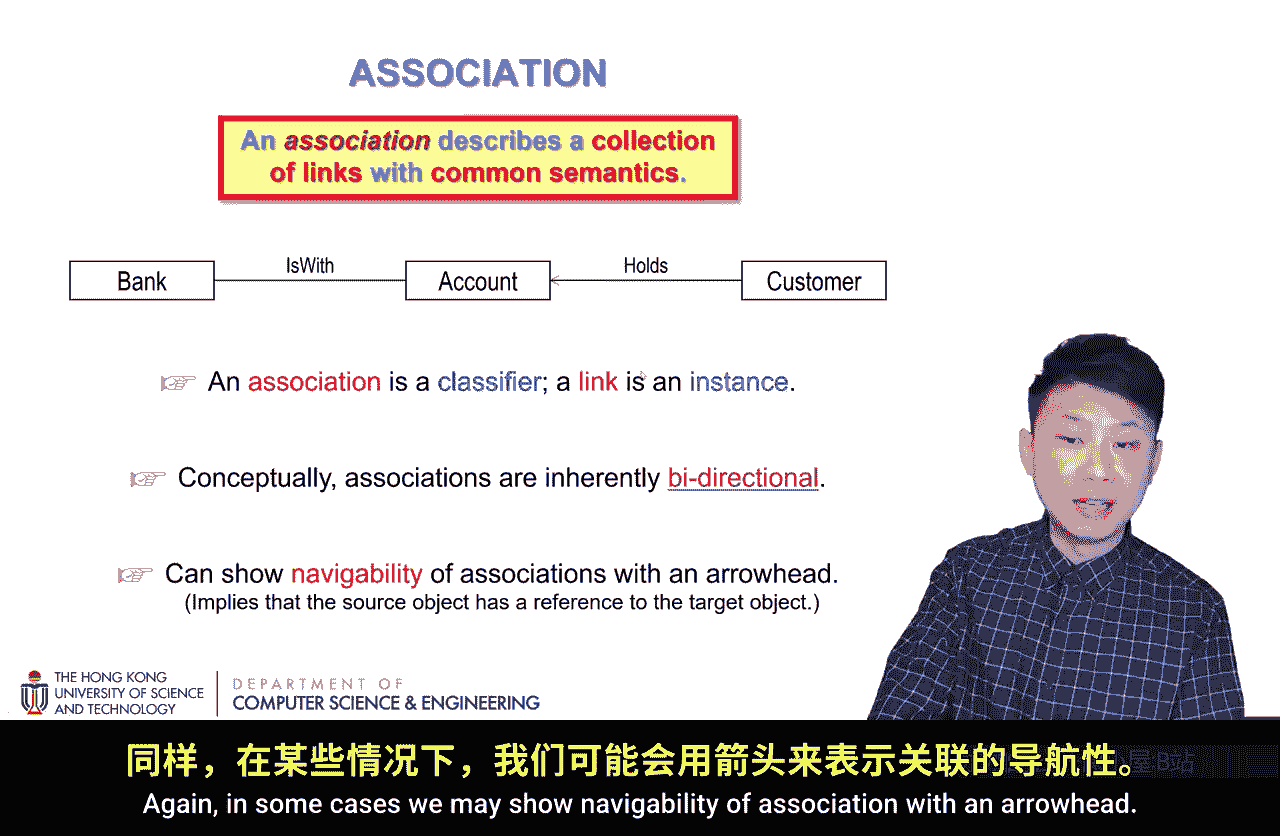 ASSOCIATION
An association describes a collection
of links with common semantics.
IsWith
Holds
Bank
Account
Customer
☞ An association is a classifier; a link is an instance.
☞ Conceptually, associations are inherently bi-directional.
☞ Can show navigability of associations with an arrowhead.
(Implies that the source object has a reference to the target object.)
THE HONG KONG
UNIVERSITY OF SCIENCE
AND TECHNOLOGY
DEPARTMENT OF
COMPUTER SCIENCE & ENGINEERING
同样，在某些情况下，我们可能会用箭头来表示关联的导航性。
屋B站
Again, in some cases we may show navigability of association with an arrowhead.